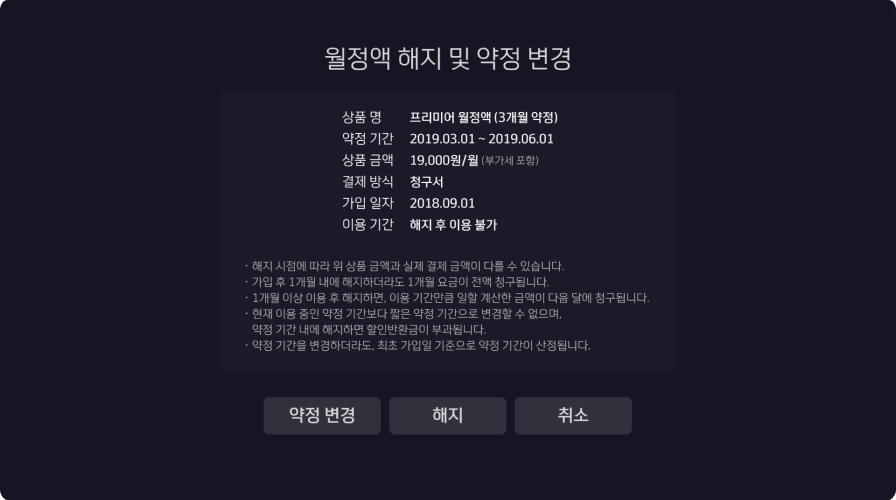 월정액 해지 및 약정 변경
상품 명 프리미어 월정액 (3개월 약정)
약정 기간 2019.03.01 ~ 2019.06.01
상품 금액 19,000원/월 (부가세 포함)
결제 방식 청구서
가입 일자 2018.09.01
이용 기간 해지 후 이용 불가
· 해지 시점에 따라 위 상품 금액과 실제 결제 금액이 다를 수 있습니다.
· 가입 후 1개월 내에 해지하더라도 1개월 요금이 전액 청구됩니다.
· 1개월 이상 이용 후 해지하면, 이용 기간만큼 일할 계산한 금액이 다음 달에 청구됩니다.
· 현재 이용 중인 약정 기간보다 짧은 약정 기간으로 변경할 수 없으며,
약정 기간 내에 해지하면 할인반환금이 부과됩니다.
· 약정 기간을 변경하더라도, 최초 가입일 기준으로 약정 기간이 산정됩니다.
약정 변경 해지 취소